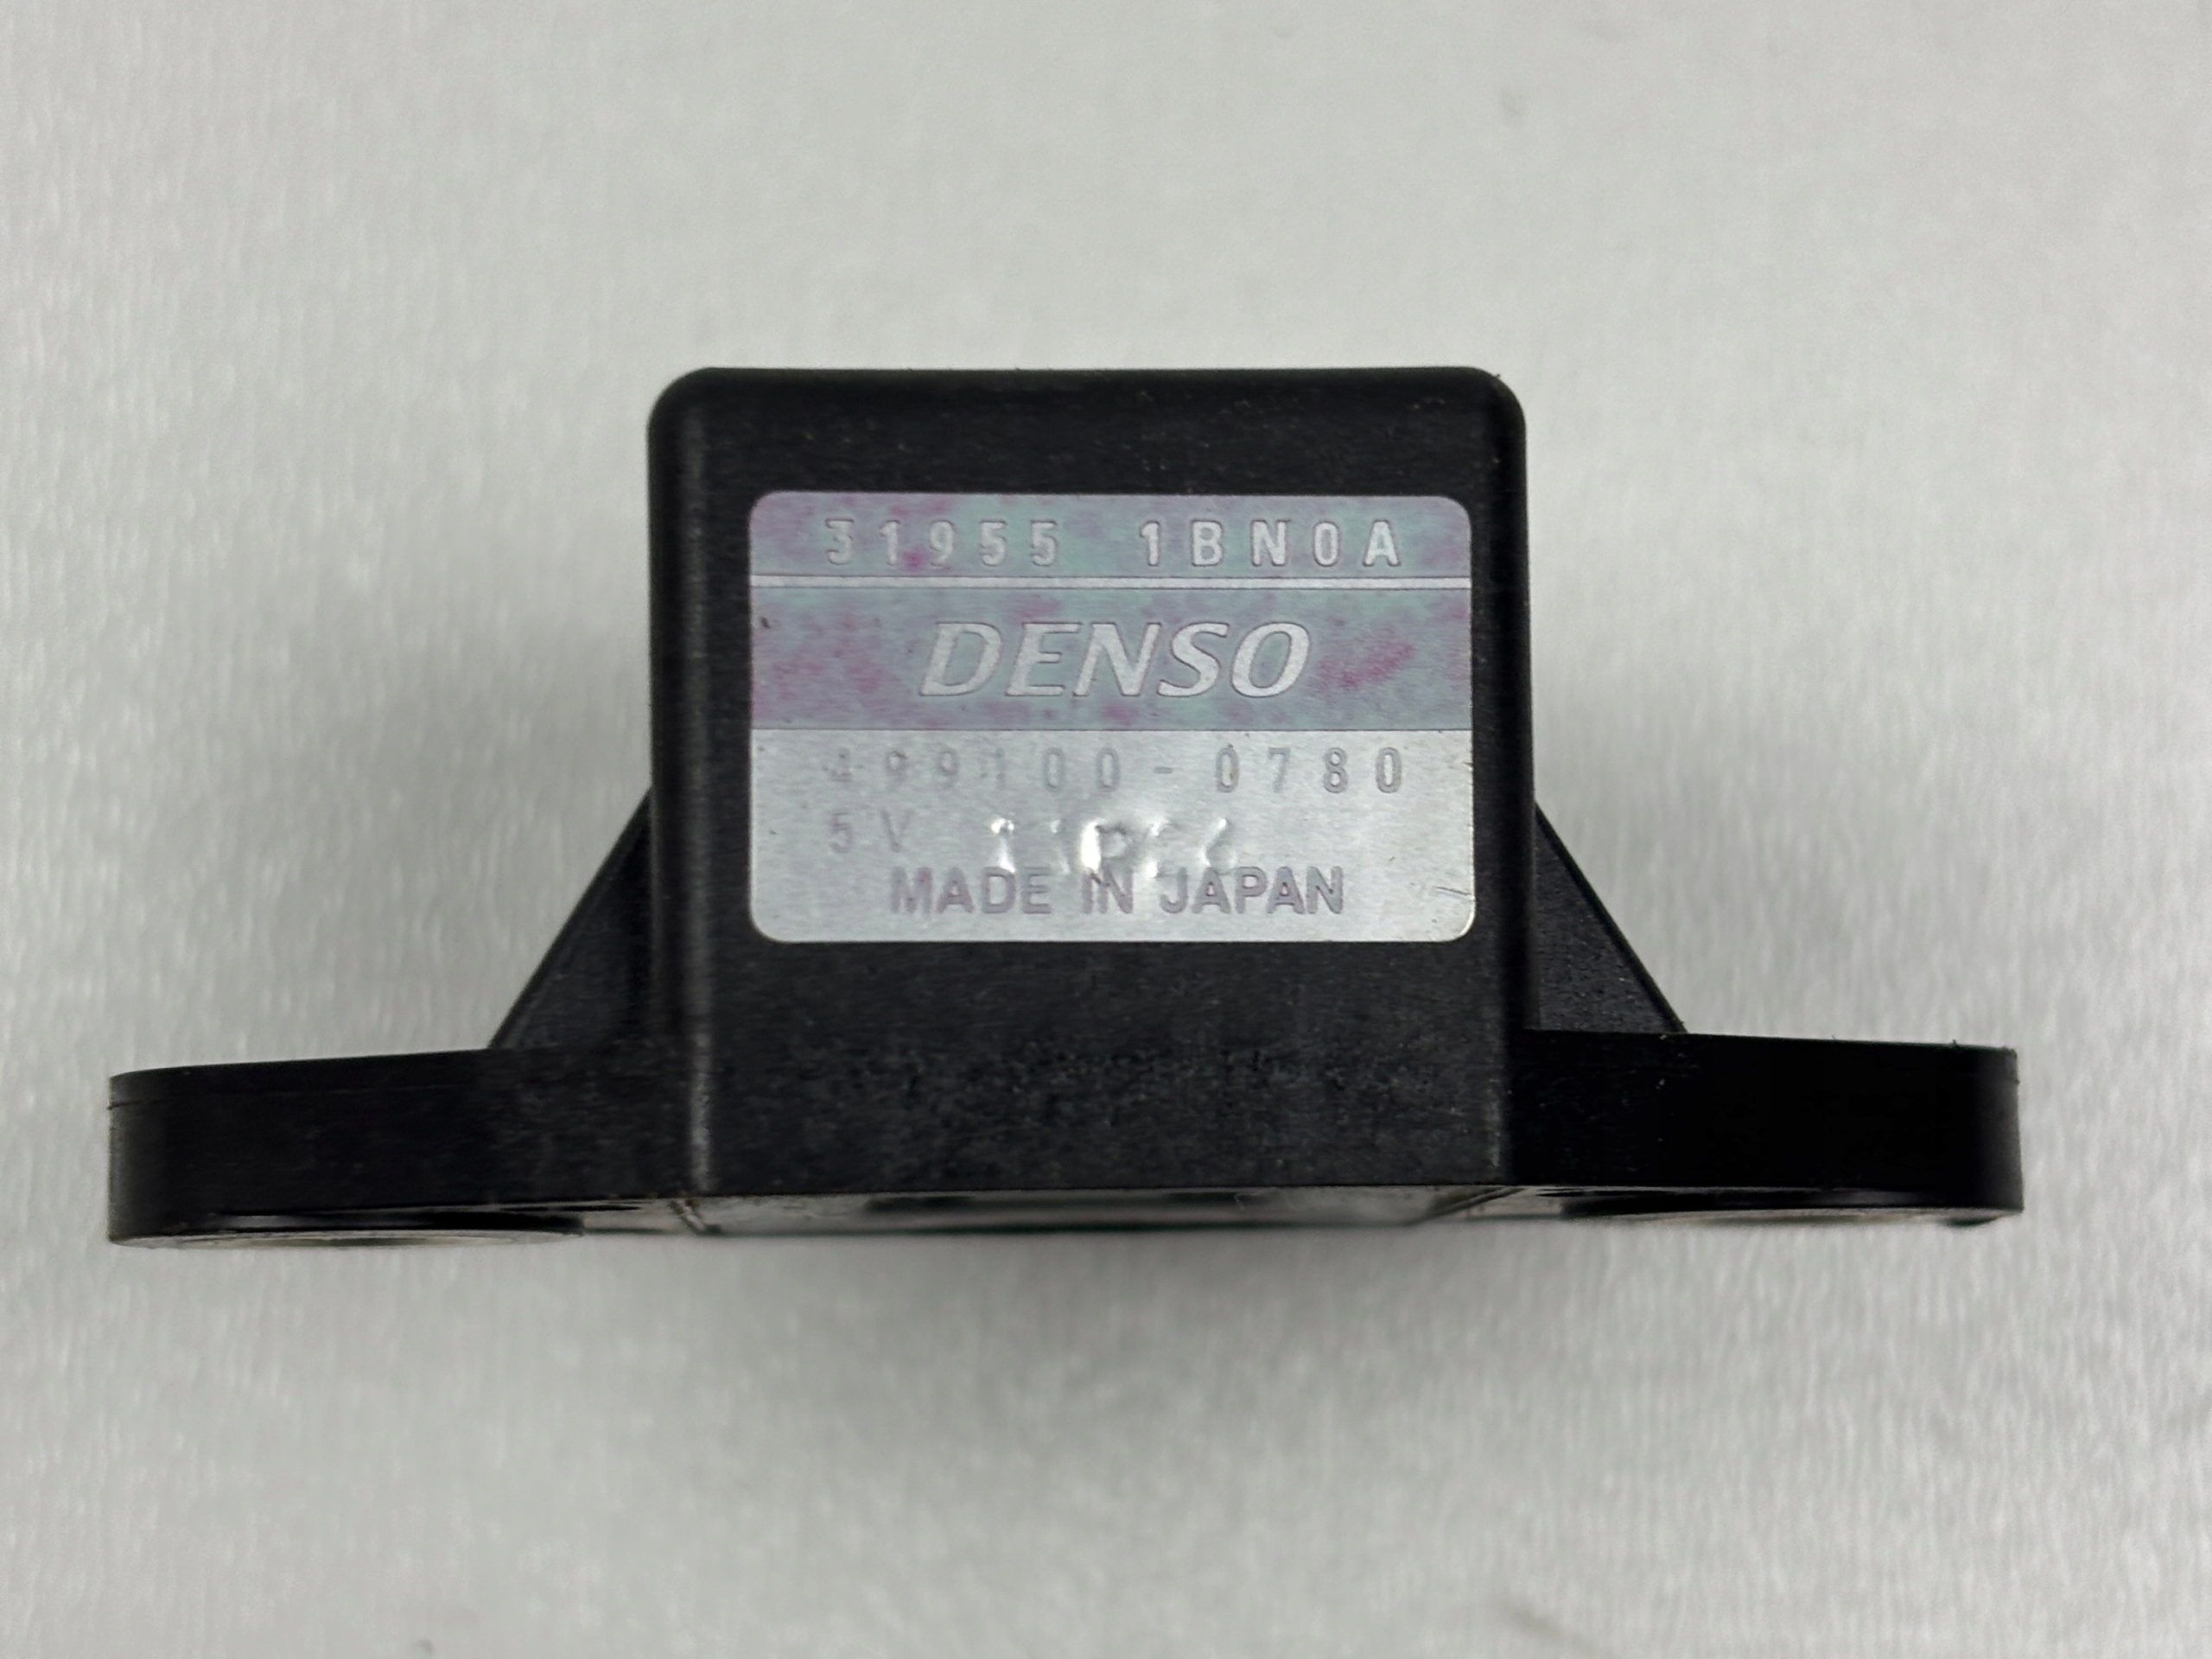 31955 1BN0A
DENSO
499100-0780
5V
MADE IN JAPAN